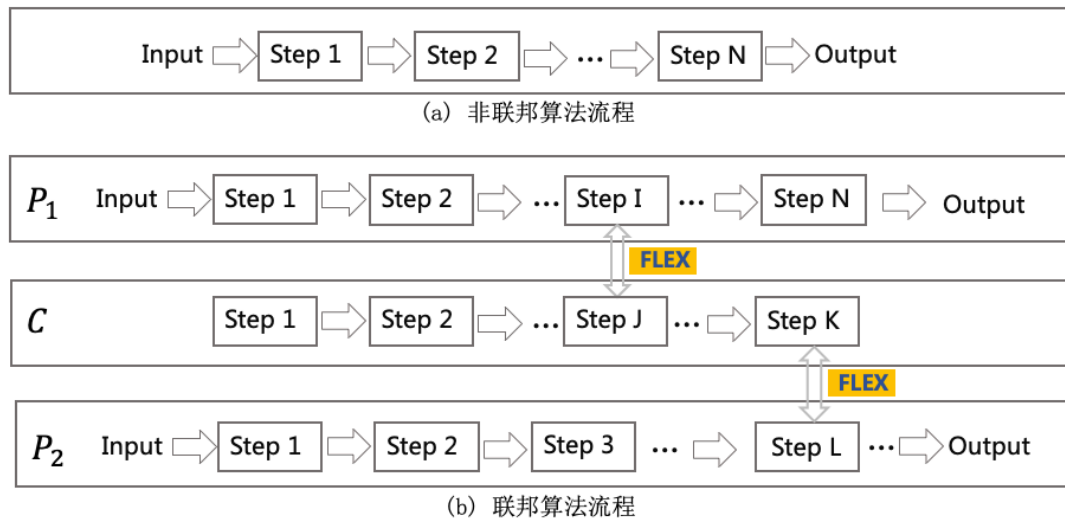 Input Step 1 Step 2 ... Step N Output
(a) 非联邦算法流程
P1 Input Step 1 Step 2 ... Step I ... Step N Output
FLEX
C Step 1 Step 2 ... Step J ... Step K
FLEX
P2 Input Step 1 Step 2 Step 3 ... Step L ... Output
(b) 联邦算法流程